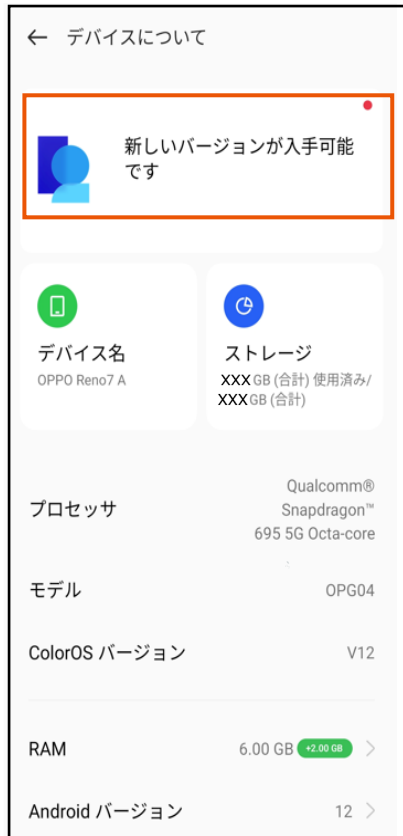 ← デバイスについて
新しいバージョンが入手可能
です
デバイス名
OPPO Reno7 A
ストレージ
XXX GB (合計) 使用済み/
XXX GB (合計)
プロセッサ
Qualcomm®
Snapdragon™
695 5G Octa-core
モデル
OPG04
ColorOS バージョン
V12
RAM
6.00 GB +2.00 GB
Android バージョン
12